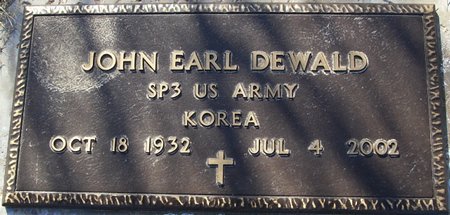 JOHN EARL DEWALD
SP3 US ARMY
KOREA
OCT 18 1932 JUL 4 2002